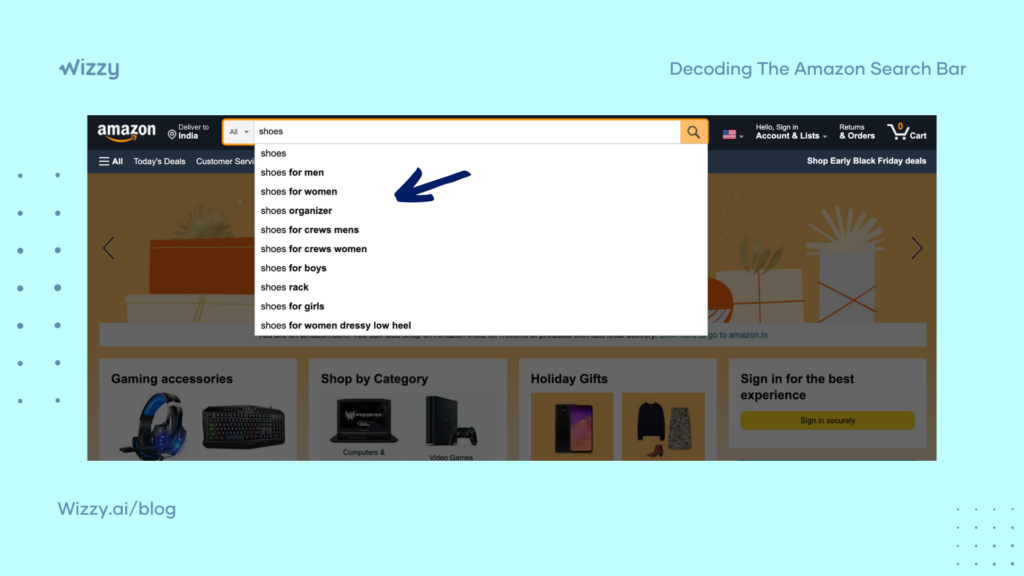 Wizzy
Decoding The Amazon Search Bar
amazon
Deliver to
India
All
shoes
Hello, Sign in
Account & Lists
Returns
& Orders
0
Cart
All
Today's Deals
Customer Servi
Shop Early Black Friday deals
shoes
shoes for men
shoes for women
shoes organizer
shoes for crews mens
shoes for crews women
shoes for boys
shoes rack
shoes for girls
shoes for women dressy low heel
go to amazon.in
Gaming accessories
Shop by Category
Holiday Gifts
Sign in for the best
experience
PREDATOR
Sign in securely
Computers &
Video Games
Wizzy.ai/blog